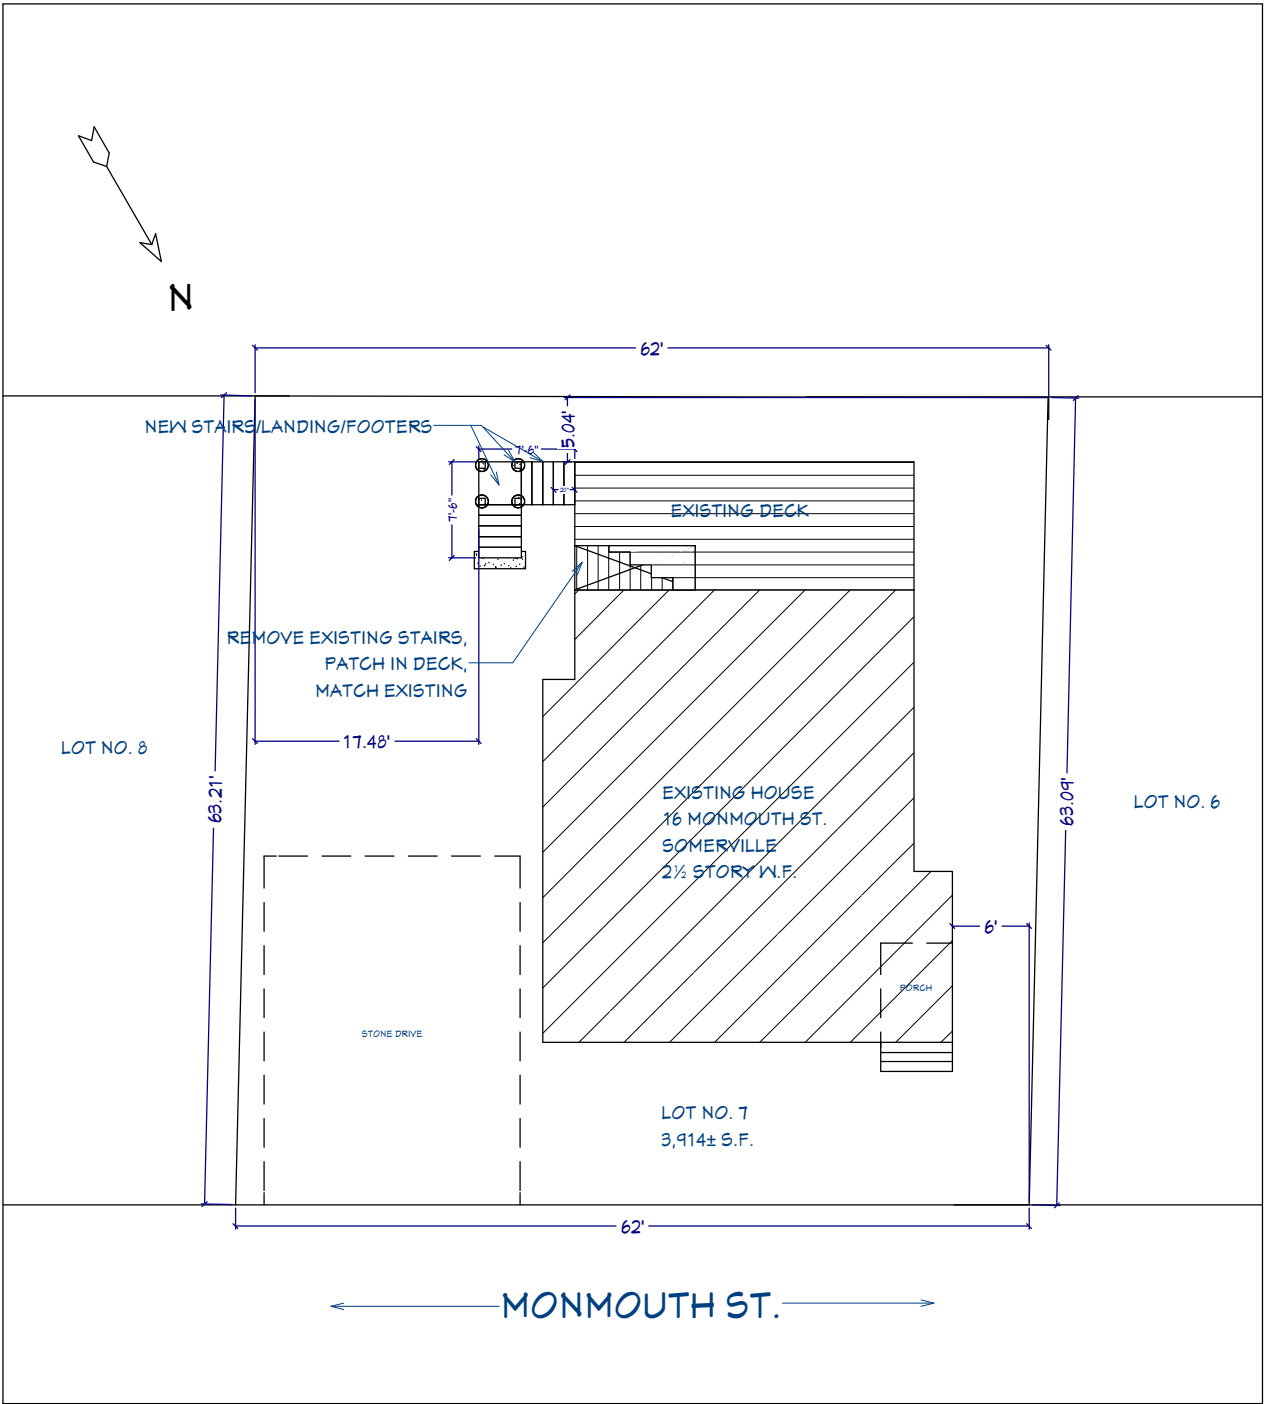 N
62'
NEW STAIRS/LANDING/FOOTERS
5.04'
7'-6"
7'-6"
EXISTING DECK
REMOVE EXISTING STAIRS,
PATCH IN DECK,
MATCH EXISTING
17.48'
LOT NO. 8
63.21'
EXISTING HOUSE
16 MONMOUTH ST.
SOMERVILLE
2½ STORY W.F.
63.09'
LOT NO. 6
6'
PORCH
STONE DRIVE
LOT NO. 7
3,914± S.F.
62'
MONMOUTH ST.